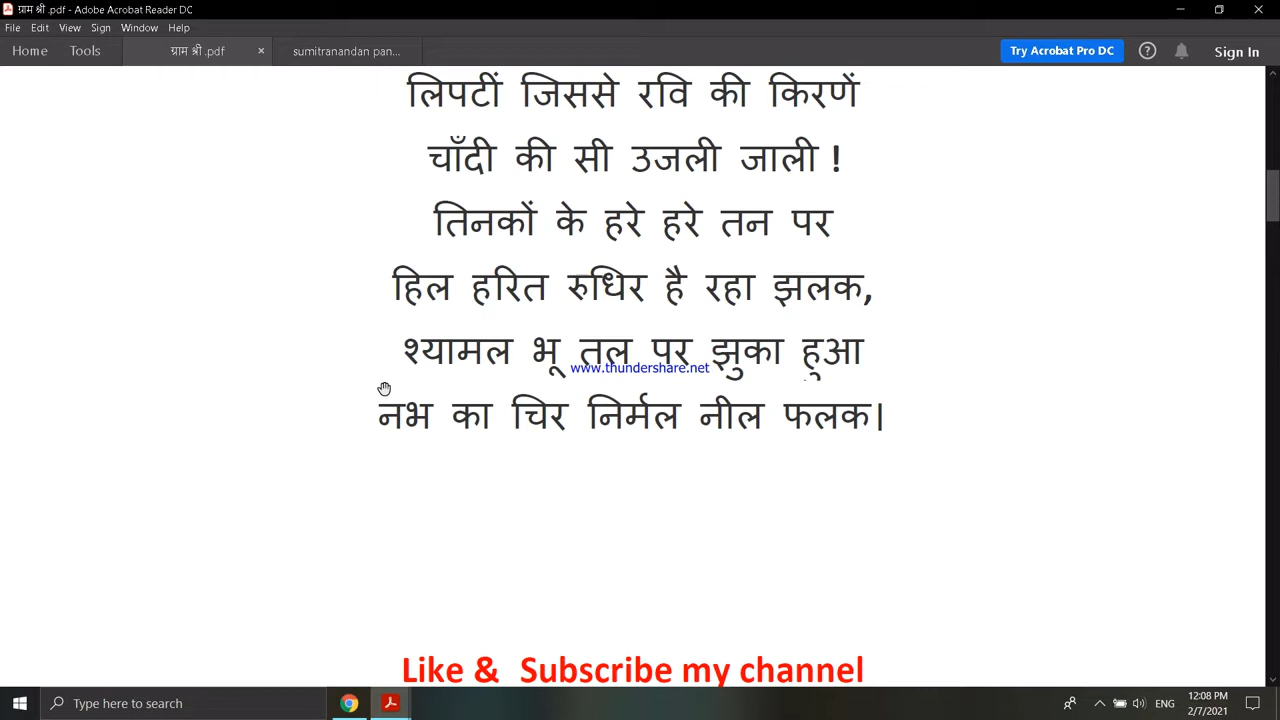 ग्राम श्री .pdf - Adobe Acrobat Reader DC
File Edit View Sign Window Help
Home Tools ग्राम श्री .pdf × sumitranandan pan... Try Acrobat Pro DC Sign In
लिपटीं जिससे रवि की किरणें
चाँदी की सी उजली जाली !
तिनकों के हरे हरे तन पर
हिल हरित रुधिर है रहा झलक,
श्यामल भू तल पर झुका हुआ
www.thundershare.net
नभ का चिर निर्मल नील फलक।
Like & Subscribe my channel
Type here to search ENG 12:08 PM
2/7/2021